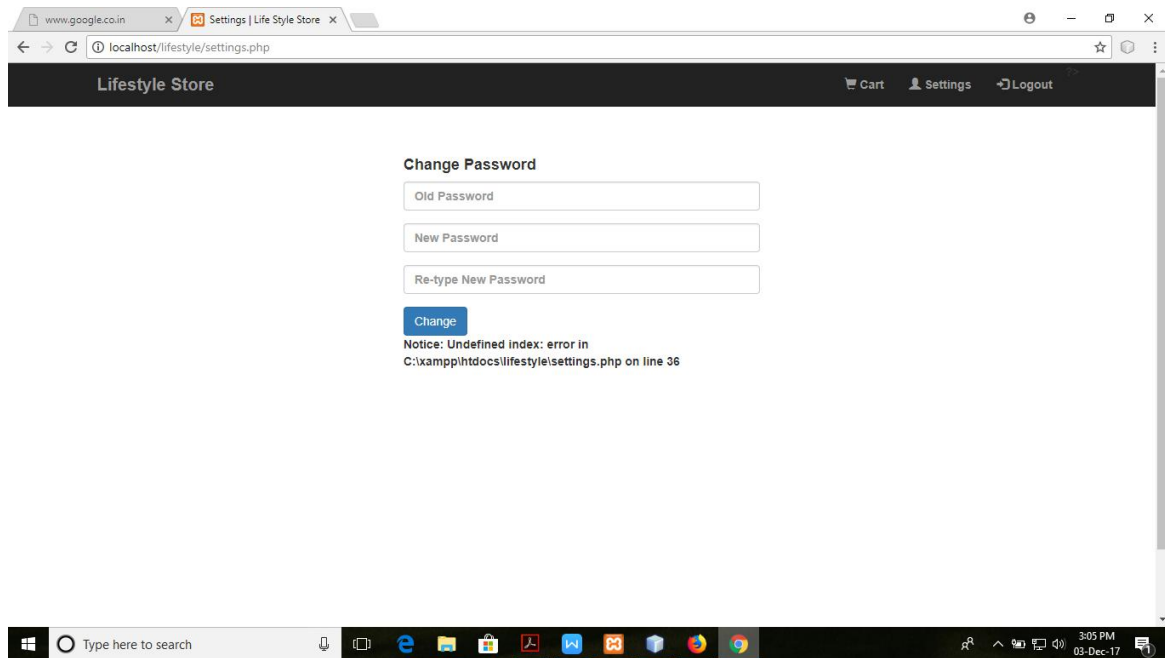 www.google.co.in
Settings | Life Style Store
localhost/lifestyle/settings.php
Lifestyle Store
Cart
Settings
Logout
?>
Change Password
Old Password
New Password
Re-type New Password
Change
Notice: Undefined index: error in
C:\xampp\htdocs\lifestyle\settings.php on line 36
Type here to search
3:05 PM
03-Dec-17